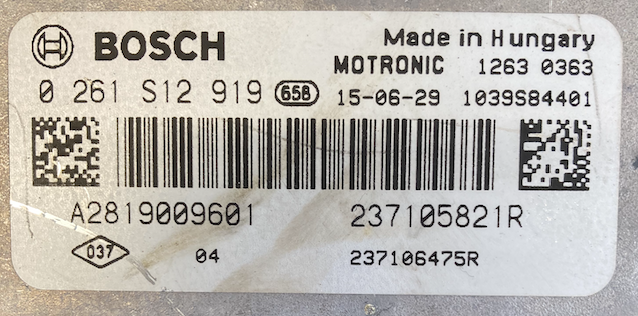 BOSCH Made in Hungary
MOTRONIC 1263 0363
0 261 S12 919 658 15-06-29 1039S84401
A2819009601 237105821R
037 04 237106475R